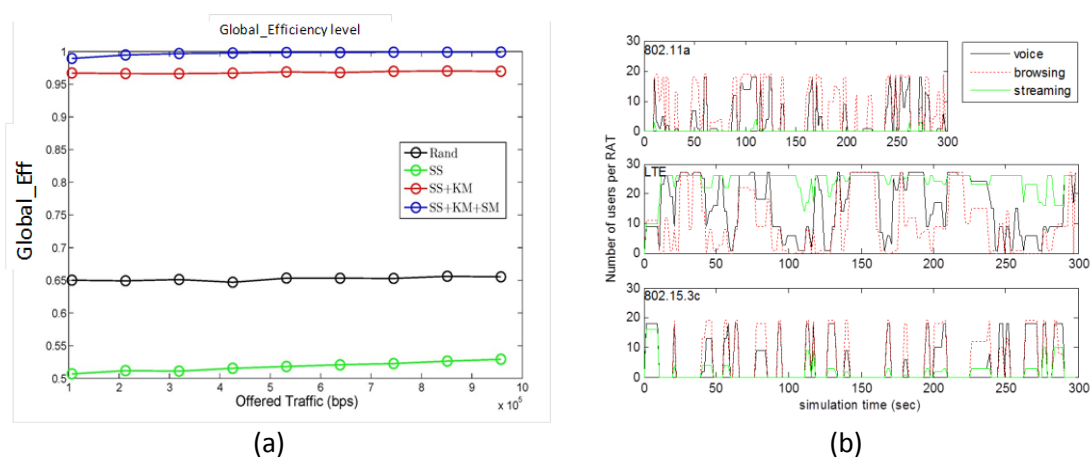 Global_Efficiency level
Global_Eff
1
0.95
0.9
0.85
0.8
0.75
0.7
0.65
0.6
0.55
0.5
1 2 3 4 5 6 7 8 9 10
x 10^5
Offered Traffic (bps)
Rand
SS
SS+KM
SS+KM+SM
(a)
Number of users per RAT
802.11a
30
20
10
0
0 50 100 150 200 250 300
voice
browsing
streaming
LTE
30
20
10
0
0 50 100 150 200 250 300
802.15.3c
30
20
10
0
0 50 100 150 200 250 300
simulation time (sec)
(b)